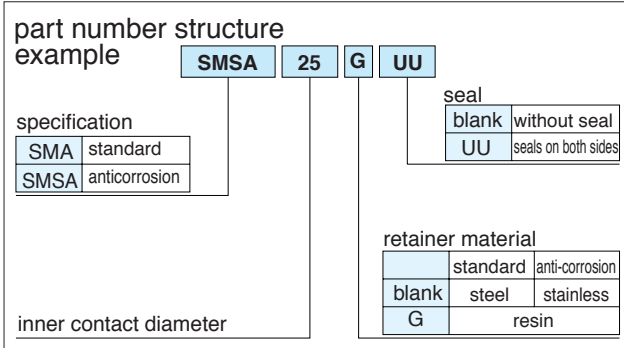 part number structure
example
SMSA 25 G UU
seal
blank without seal
UU seals on both sides
specification
SMA standard
SMSA anticorrosion
retainer material
standard anti-corrosion
blank steel stainless
G resin
inner contact diameter